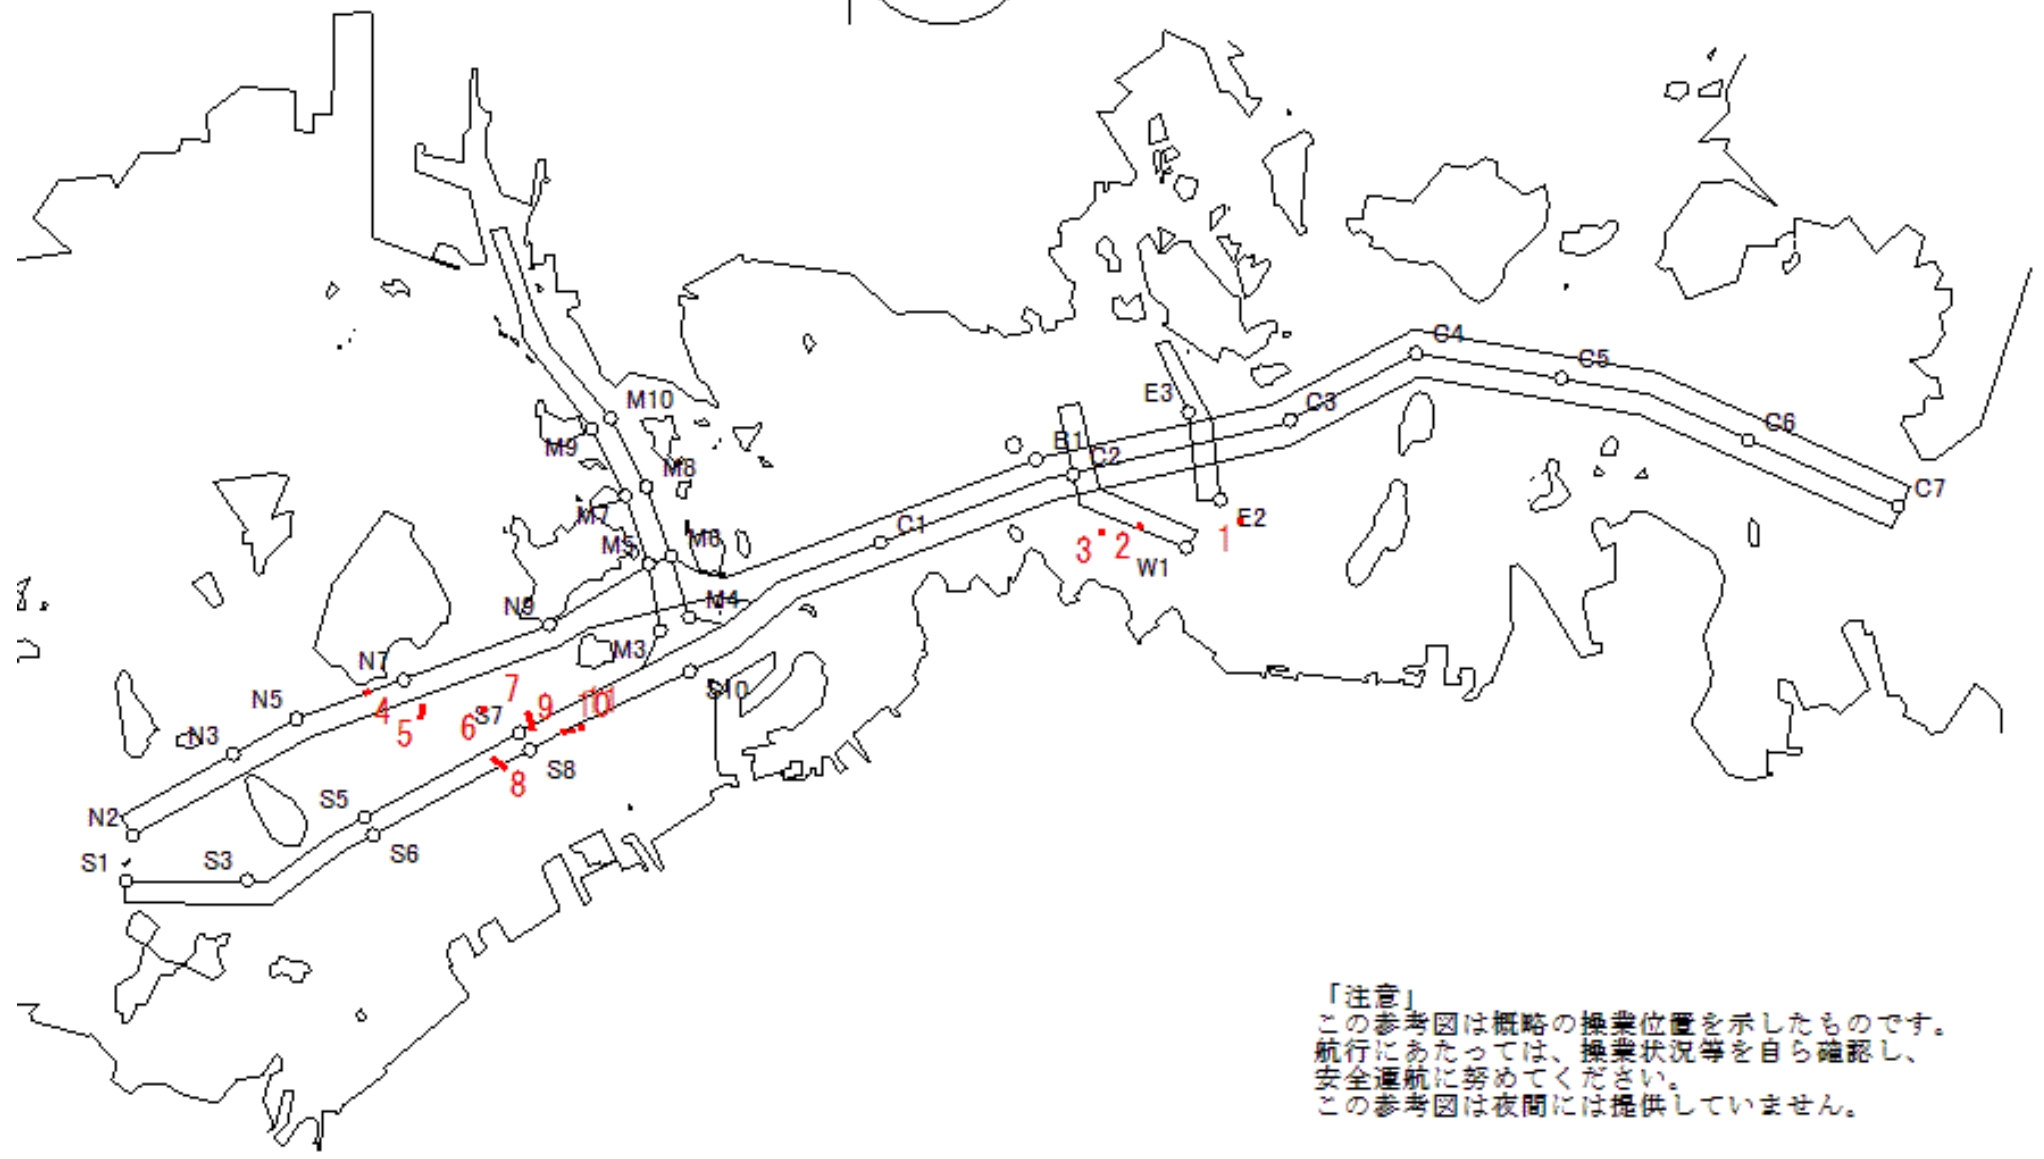 C4
C5
E3
C3
M10
C6
M9
B1
C2
M8
C7
M7
E2
C1
1
M5
M6
3
2
W1
N9
M4
M3
N7
S10
7
N5
4
S7
9
10
11
5
6
N3
S8
8
S5
N2
S6
S1
S3
「注意」
この参考図は概略の操業位置を示したものです。
航行にあたっては、操業状況等を自ら確認し、
安全運航に努めてください。
この参考図は夜間には提供していません。